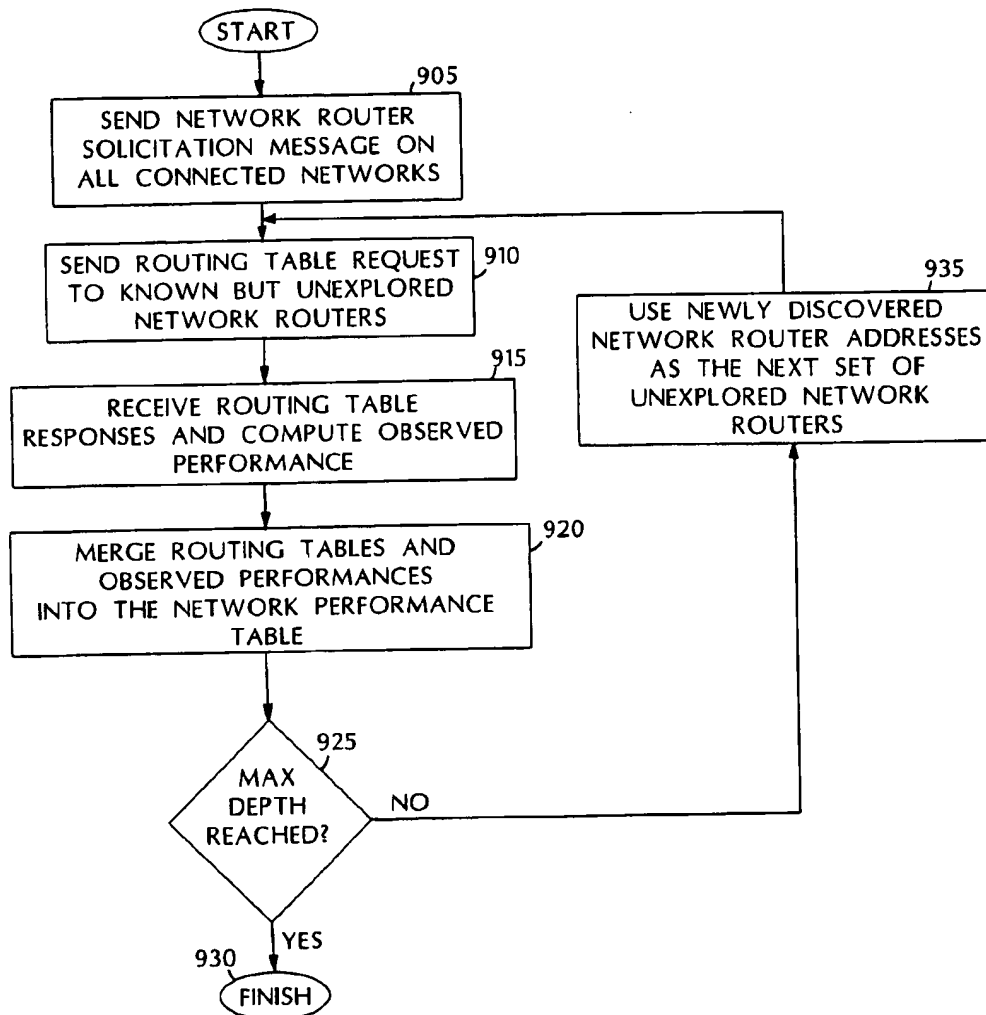 START
905
SEND NETWORK ROUTER
SOLICITATION MESSAGE ON
ALL CONNECTED NETWORKS
SEND ROUTING TABLE REQUEST
TO KNOWN BUT UNEXPLORED
NETWORK ROUTERS
910
935
USE NEWLY DISCOVERED
NETWORK ROUTER ADDRESSES
AS THE NEXT SET OF
UNEXPLORED NETWORK
ROUTERS
915
RECEIVE ROUTING TABLE
RESPONSES AND COMPUTE OBSERVED
PERFORMANCE
920
MERGE ROUTING TABLES AND
OBSERVED PERFORMANCES
INTO THE NETWORK PERFORMANCE
TABLE
925
MAX
DEPTH
REACHED?
NO
YES
930
FINISH